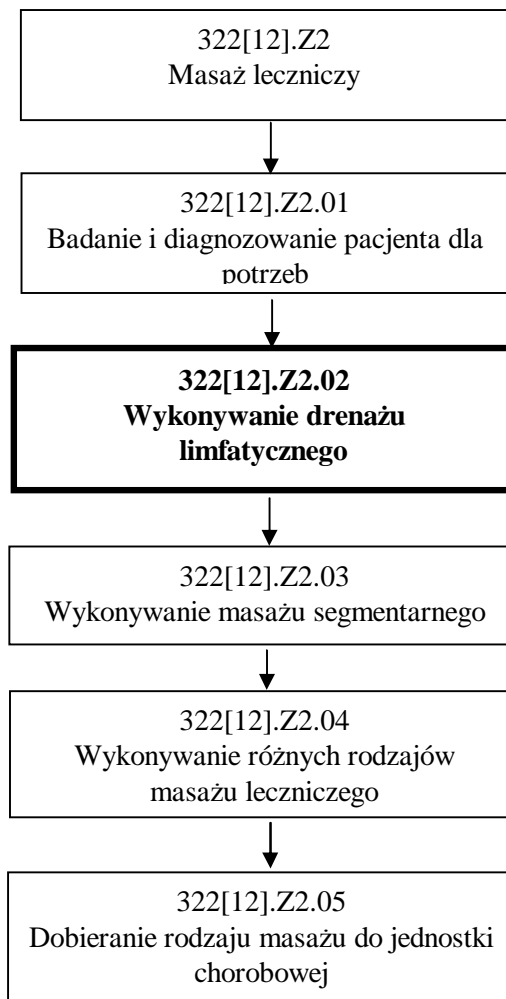 322[12].Z2
Masaż leczniczy
322[12].Z2.01
Badanie i diagnozowanie pacjenta dla
potrzeb
322[12].Z2.02
Wykonywanie drenażu
limfatycznego
322[12].Z2.03
Wykonywanie masażu segmentarnego
322[12].Z2.04
Wykonywanie różnych rodzajów
masażu leczniczego
322[12].Z2.05
Dobieranie rodzaju masażu do jednostki
chorobowej